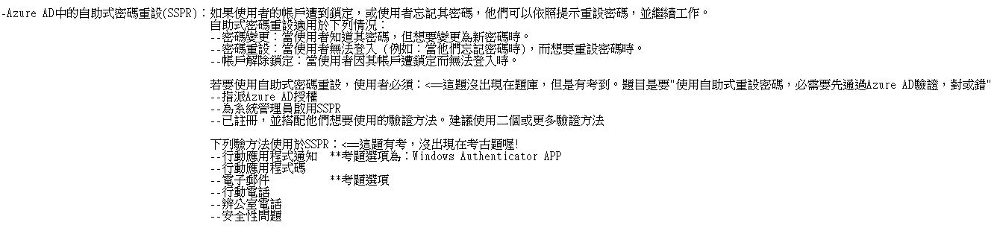 -Azure AD中的自助式密碼重設(SSPR)：如果使用者的帳戶遭到鎖定，或使用者忘記其密碼，他們可以依照提示重設密碼，並繼續工作。
自助式密碼重設適用於下列情況：
--密碼變更：當使用者知道其密碼，但想要變更為新密碼時。
--密碼重設：當使用者無法登入 (例如：當他們忘記密碼時)，而想要重設密碼時。
--帳戶解除鎖定：當使用者因其帳戶遭鎖定而無法登入時。
若要使用自助式密碼重設，使用者必須：<==這題沒出現在題庫，但是有考到。題目是要"使用自助式重設密碼，必需要先通過Azure AD驗證，對或錯"
--指派Azure AD授權
--為系統管理員啟用SSPR
--已註冊，並搭配他們想要使用的驗證方法。建議使用二個或更多驗證方法
下列驗方法使用於SSPR：<==這題有考，沒出現在考古題喔!
--行動應用程式通知  **考題選項為：Windows Authenticator APP
--行動應用程式碼
--電子郵件          **考題選項
--行動電話
--辦公室電話
--安全性問題